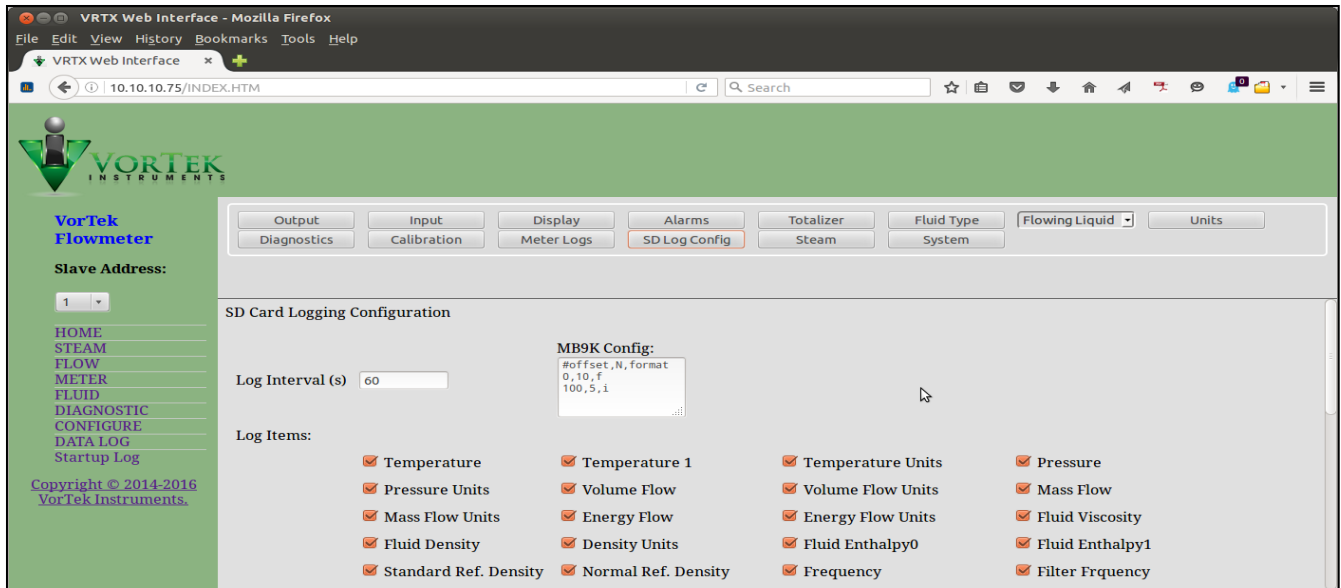 VRTX Web Interface - Mozilla Firefox
File Edit View History Bookmarks Tools Help
VRTX Web Interface
10.10.10.75/INDEX.HTM
Search
0
VORTEK
INSTRUMENTS
VorTek
Flowmeter
Slave Address:
1
HOME
STEAM
FLOW
METER
FLUID
DIAGNOSTIC
CONFIGURE
DATA LOG
Startup Log
Copyright © 2014-2016
VorTek Instruments.
Output Input Display Alarms Totalizer Fluid Type Flowing Liquid Units
Diagnostics Calibration Meter Logs SD Log Config Steam System
SD Card Logging Configuration
MB9K Config:
#offset,N,format
0,10,f
100,5,i
Log Interval (s) 60
Log Items:
Temperature Temperature 1 Temperature Units Pressure
Pressure Units Volume Flow Volume Flow Units Mass Flow
Mass Flow Units Energy Flow Energy Flow Units Fluid Viscosity
Fluid Density Density Units Fluid Enthalpy0 Fluid Enthalpy1
Standard Ref. Density Normal Ref. Density Frequency Filter Frquency